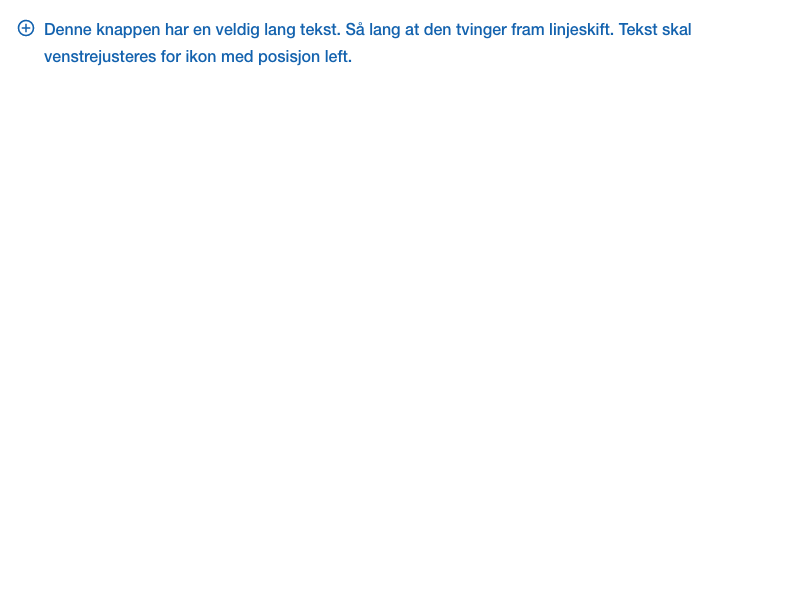 Denne knappen har en veldig lang tekst. Så lang at den tvinger fram linjeskift. Tekst skal
venstrejusteres for ikon med posisjon left.